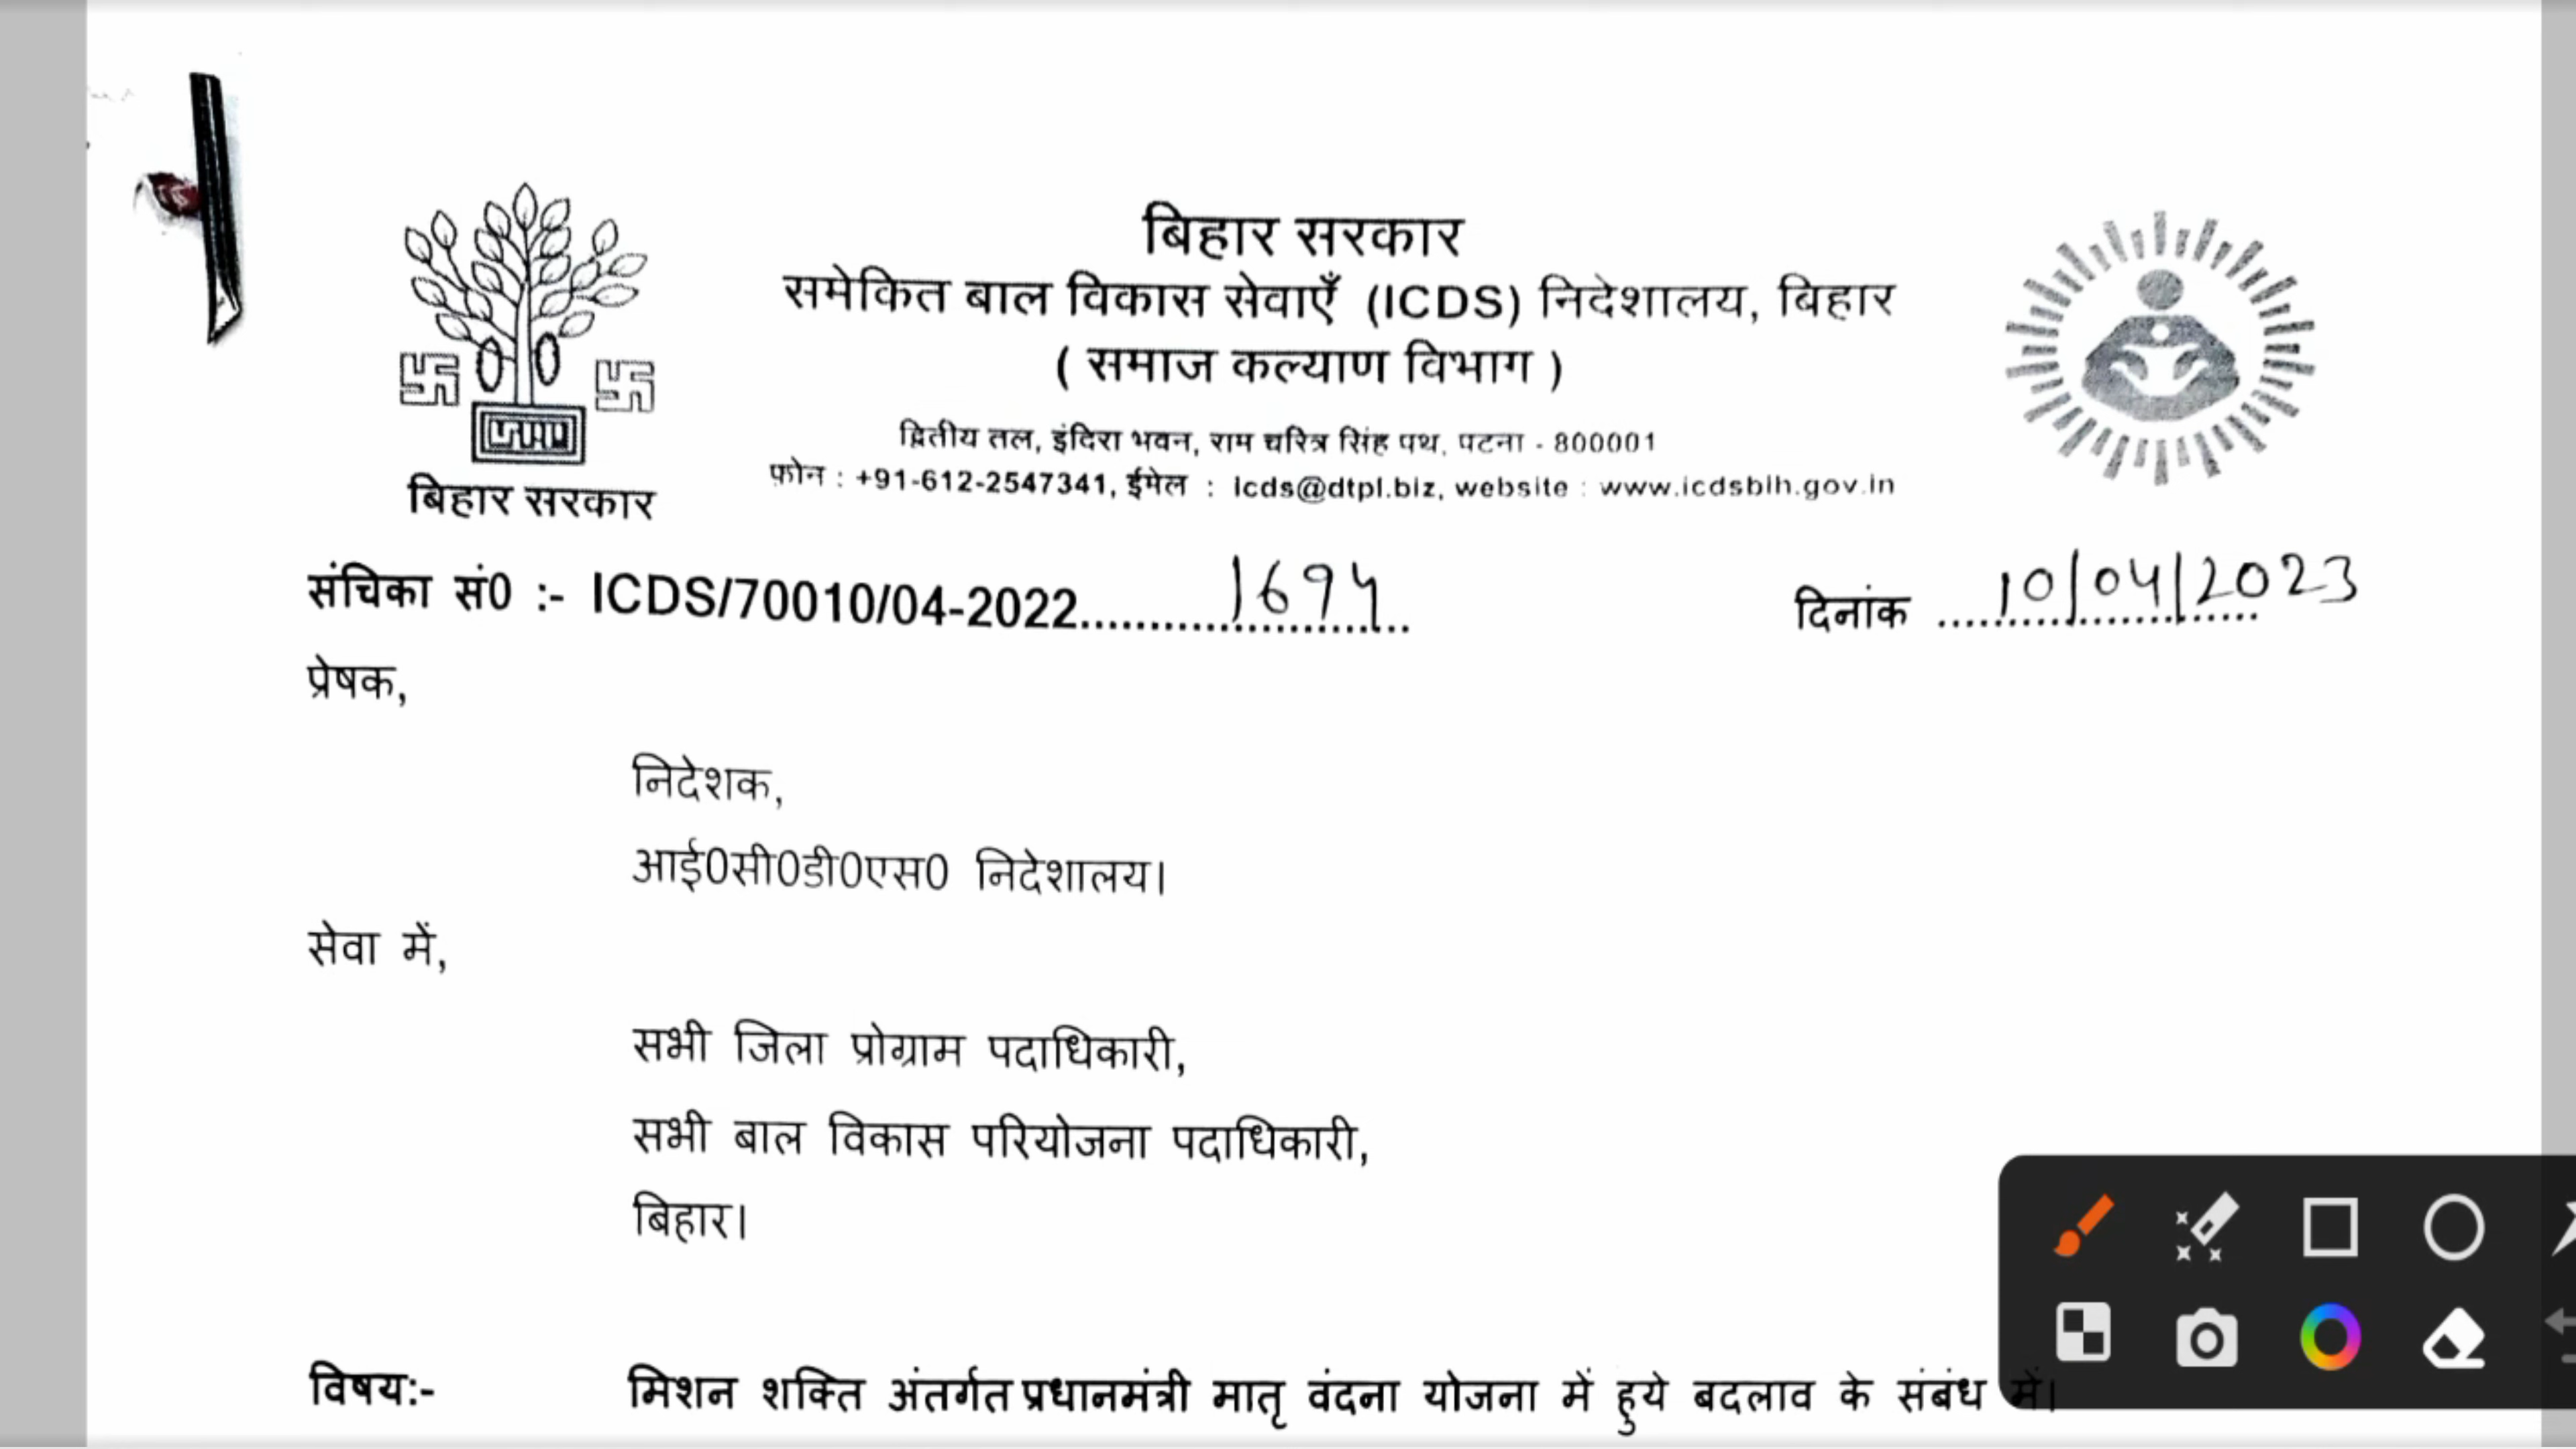 बिहार सरकार
समेकित बाल विकास सेवाएँ (ICDS) निदेशालय, बिहार
( समाज कल्याण विभाग )
द्वितीय तल, इंदिरा भवन, राम चरित्र सिंह पथ, पटना - 800001
फोन : +91-612-2547341, ईमेल : icds@dtpl.biz, website : www.icdsbih.gov.in
बिहार सरकार
संचिका सं0 :- ICDS/70010/04-2022........................1694 दिनांक ........................10/04/2023
प्रेषक,
निदेशक,
आई0सी0डी0एस0 निदेशालय।
सेवा में,
सभी जिला प्रोग्राम पदाधिकारी,
सभी बाल विकास परियोजना पदाधिकारी,
बिहार।
विषय:- मिशन शक्ति अंतर्गत प्रधानमंत्री मातृ वंदना योजना में हुये बदलाव के संबंध में।